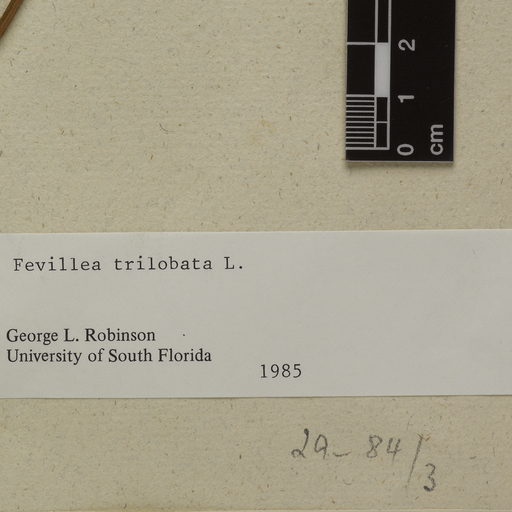 2
1
0
cm
Fevillea trilobata L.
George L. Robinson
University of South Florida
1985
29-84/3